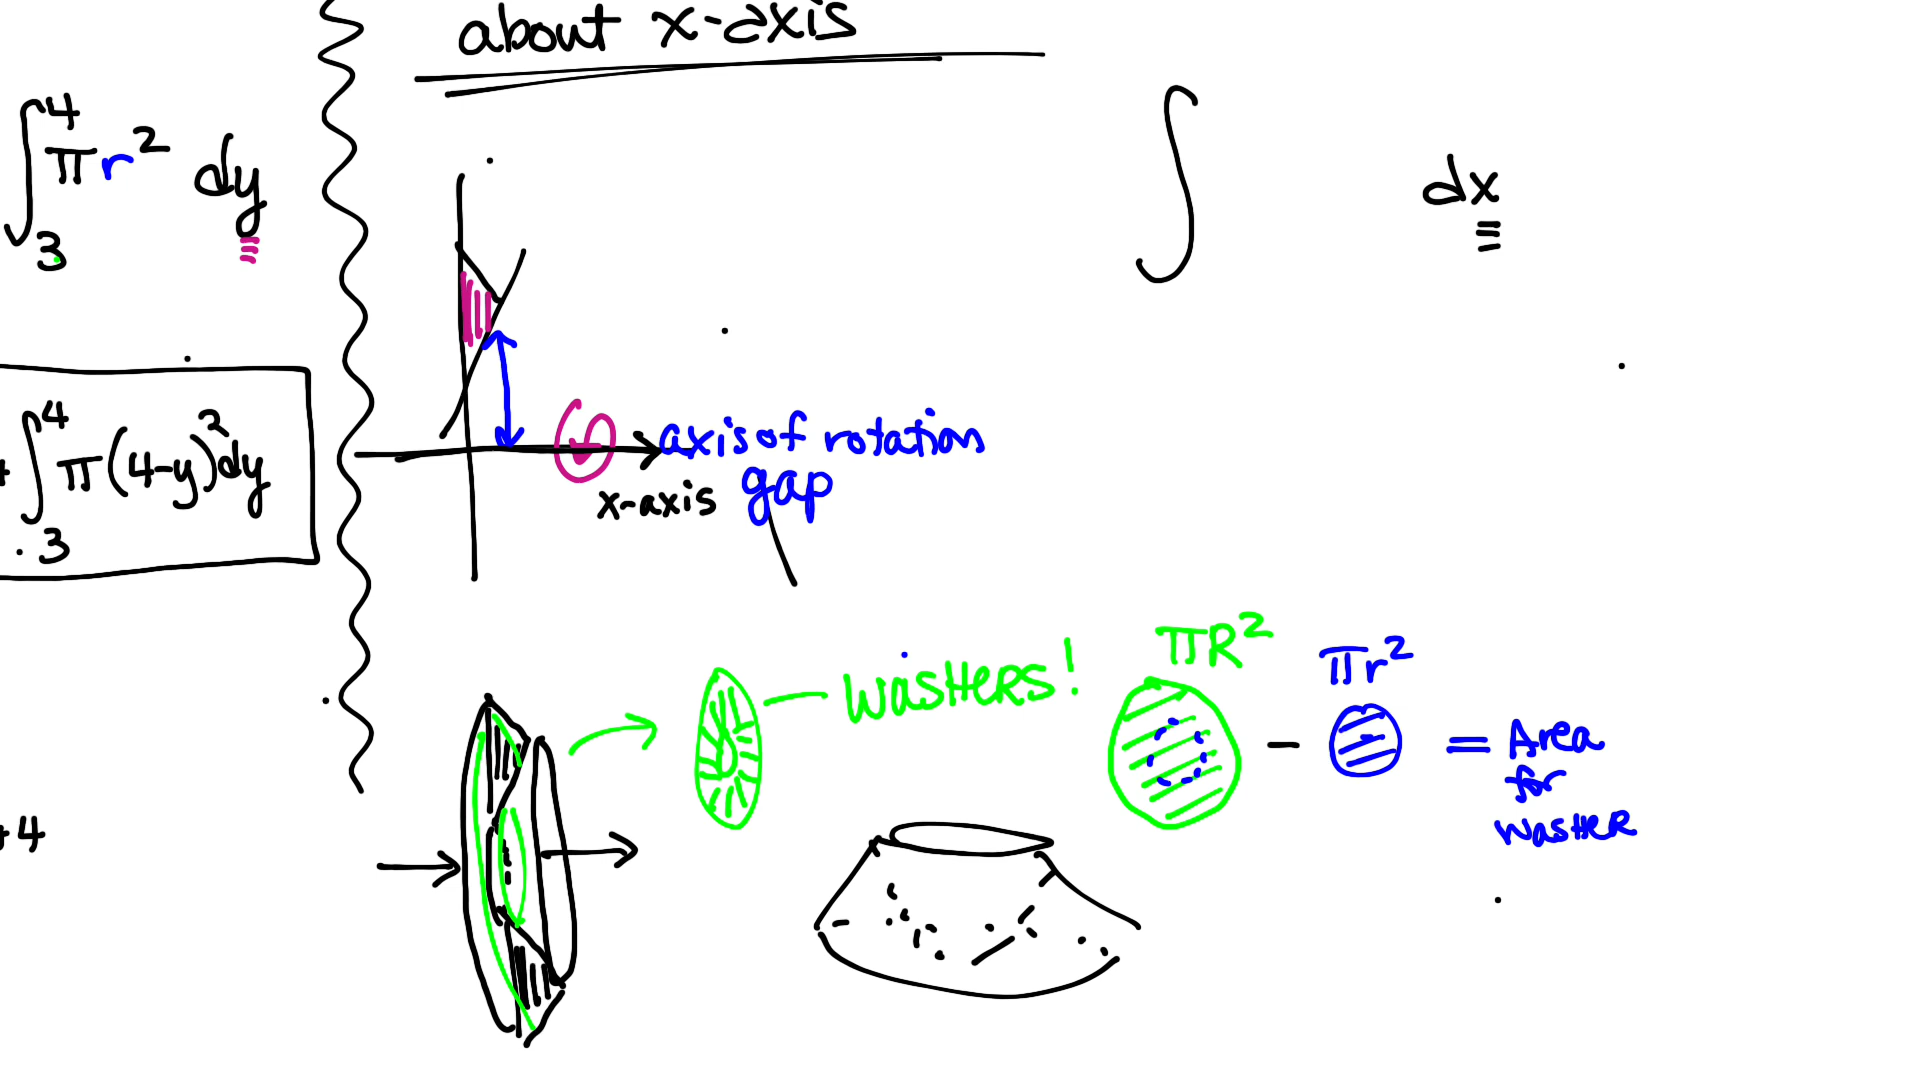 about x-axis
∫₃⁴ πr² dy
∫ dx
∫₃⁴ π(4-y)² dy
axis of rotation
x-axis gap
WASHERS!
πR² πr²
- = Area
for
WASHER
+4